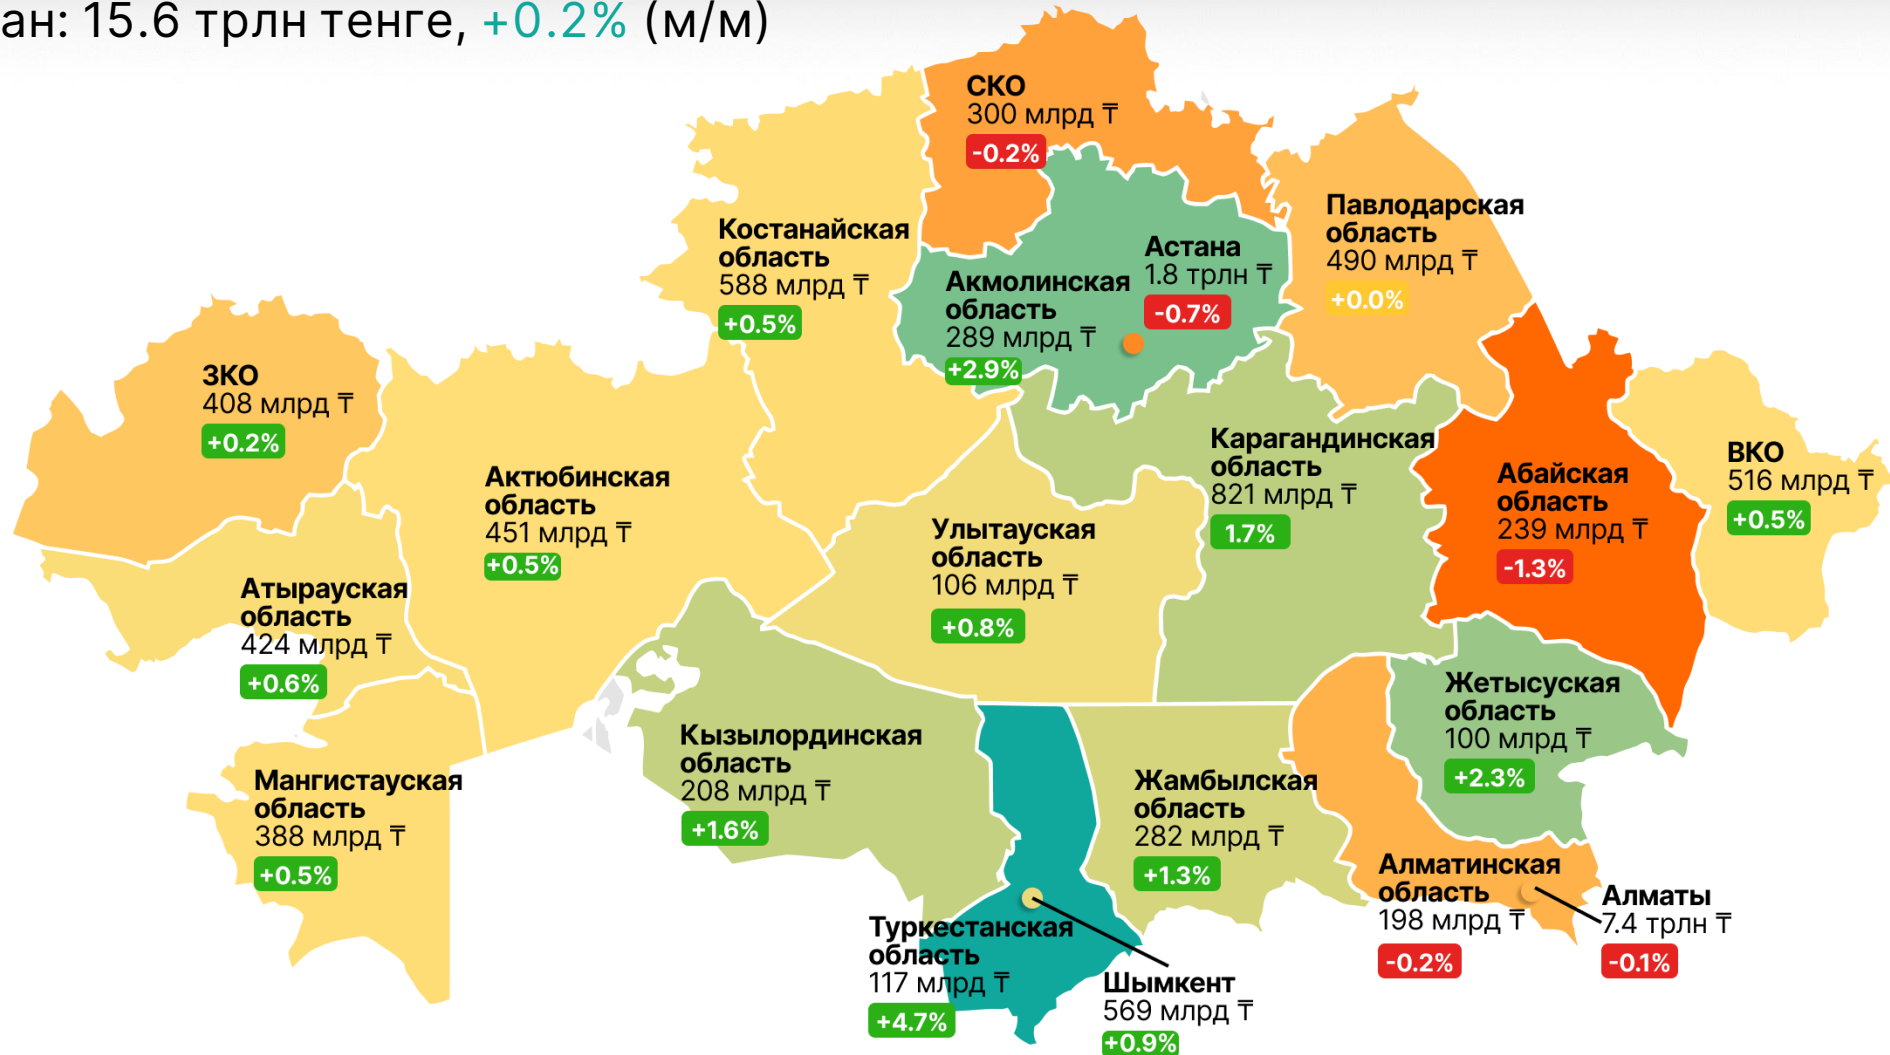 ан: 15.6 трлн тенге, +0.2% (м/м)
СКО
300 млрд ₸
-0.2%
Костанайская
область
588 млрд ₸
+0.5%
Акмолинская
область
289 млрд ₸
+2.9%
Астана
1.8 трлн ₸
-0.7%
Павлодарская
область
490 млрд ₸
+0.0%
ЗКО
408 млрд ₸
+0.2%
Актюбинская
область
451 млрд ₸
+0.5%
Карагандинская
область
821 млрд ₸
1.7%
Абайская
область
239 млрд ₸
-1.3%
ВКО
516 млрд ₸
+0.5%
Улытауская
область
106 млрд ₸
+0.8%
Атырауская
область
424 млрд ₸
+0.6%
Мангистауская
область
388 млрд ₸
+0.5%
Кызылординская
область
208 млрд ₸
+1.6%
Жетысуская
область
100 млрд ₸
+2.3%
Жамбылская
область
282 млрд ₸
+1.3%
Алматинская
область
198 млрд ₸
-0.2%
Алматы
7.4 трлн ₸
-0.1%
Туркестанская
область
117 млрд ₸
+4.7%
Шымкент
569 млрд ₸
+0.9%